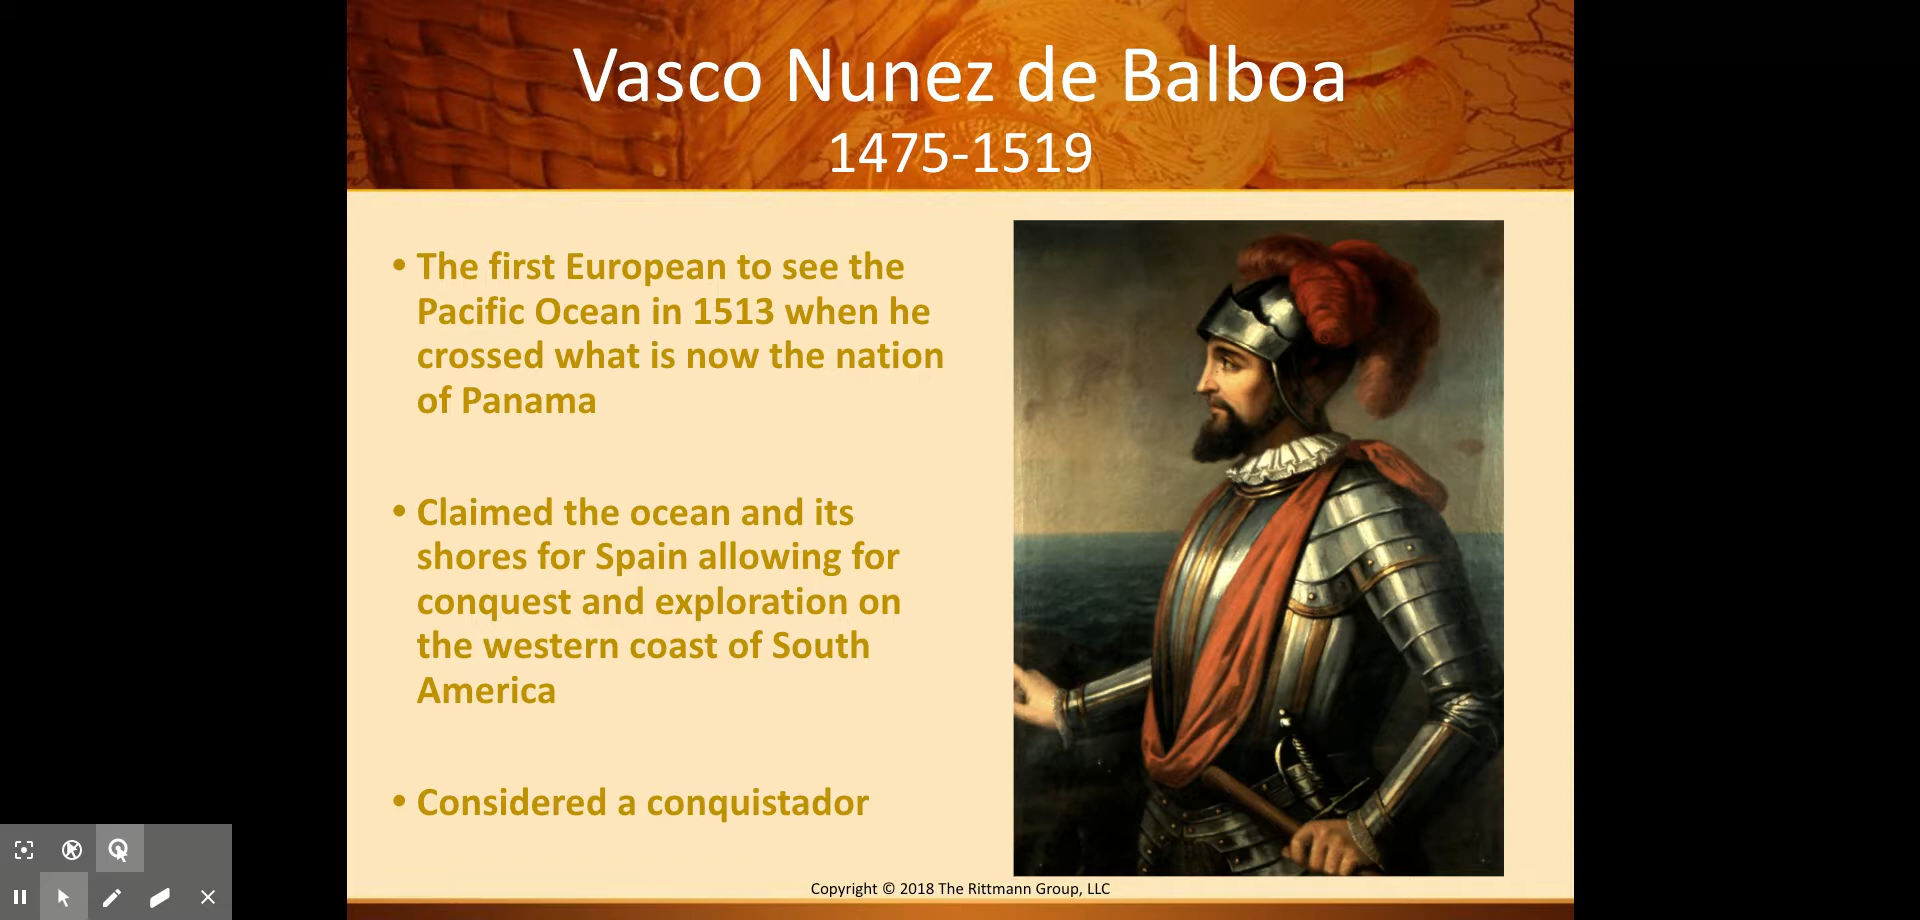 Vasco Nunez de Balboa
1475-1519
• The first European to see the
Pacific Ocean in 1513 when he
crossed what is now the nation
of Panama
• Claimed the ocean and its
shores for Spain allowing for
conquest and exploration on
the western coast of South
America
• Considered a conquistador
Copyright © 2018 The Rittmann Group, LLC